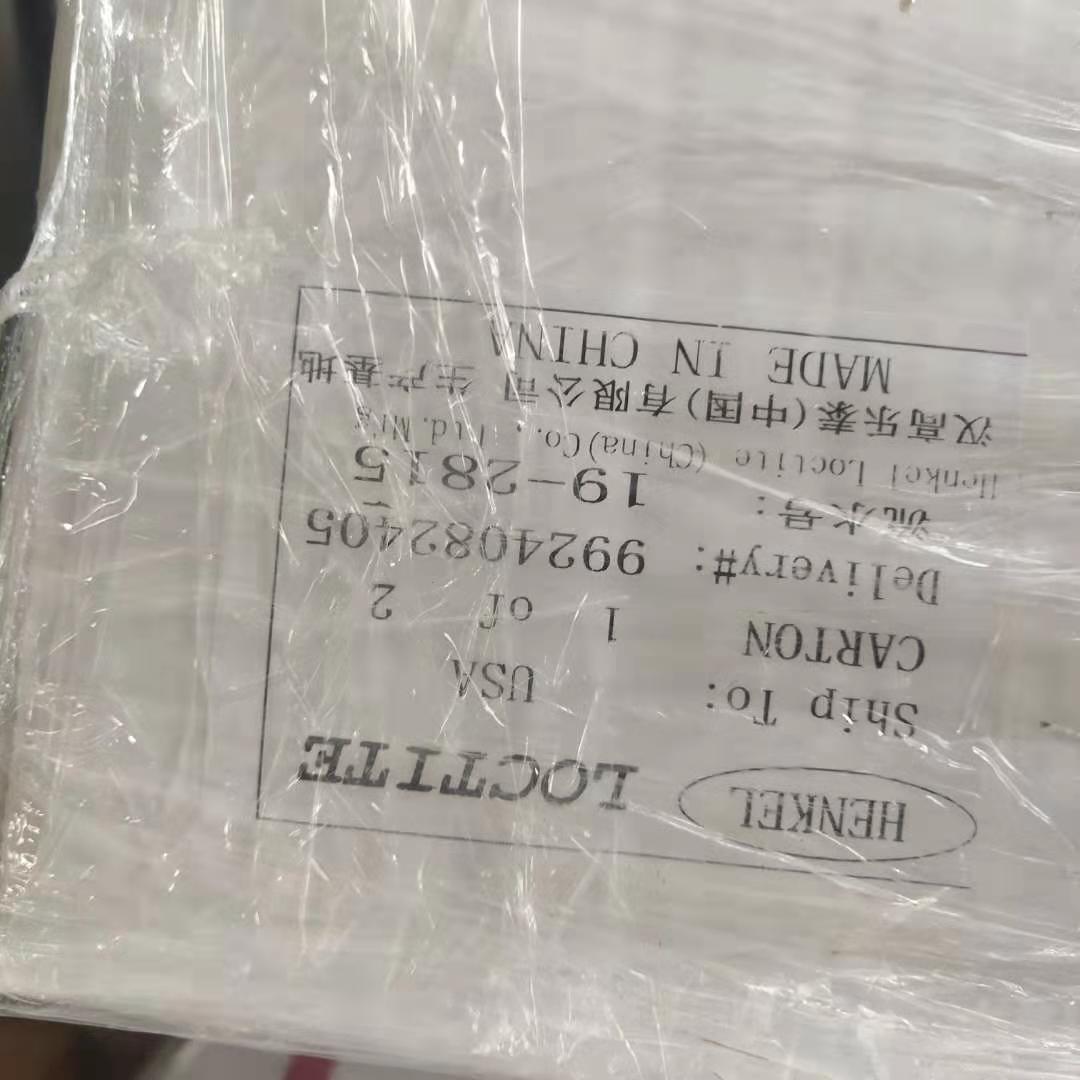 HENKEL LOCTITE
Ship To: USA
CARTON 1 of 2
Delivery#: 9924082405
流水号: 19-2815
Henkel Loctite (China)Co., Ltd.Mfg
汉高乐泰(中国)有限公司 生产基地
MADE IN CHINA